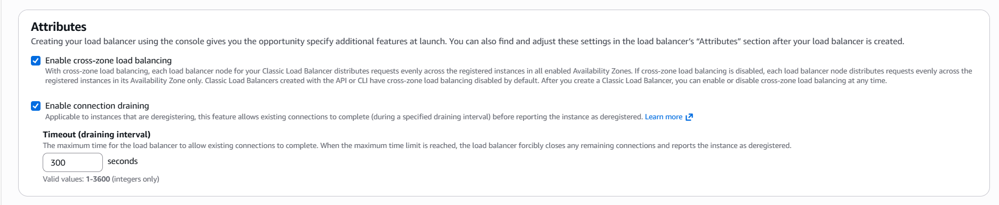 Attributes
Creating your load balancer using the console gives you the opportunity specify additional features at launch. You can also find and adjust these settings in the load balancer’s “Attributes” section after your load balancer is created.
Enable cross-zone load balancing
With cross-zone load balancing, each load balancer node for your Classic Load Balancer distributes requests evenly across the registered instances in all enabled Availability Zones. If cross-zone load balancing is disabled, each load balancer node distributes requests evenly across the
registered instances in its Availability Zone only. Classic Load Balancers created with the API or CLI have cross-zone load balancing disabled by default. After you create a Classic Load Balancer, you can enable or disable cross-zone load balancing at any time.
Enable connection draining
Applicable to instances that are deregistering, this feature allows existing connections to complete (during a specified draining interval) before reporting the instance as deregistered. Learn more
Timeout (draining interval)
The maximum time for the load balancer to allow existing connections to complete. When the maximum time limit is reached, the load balancer forcibly closes any remaining connections and reports the instance as deregistered.
300 seconds
Valid values: 1-3600 (integers only)